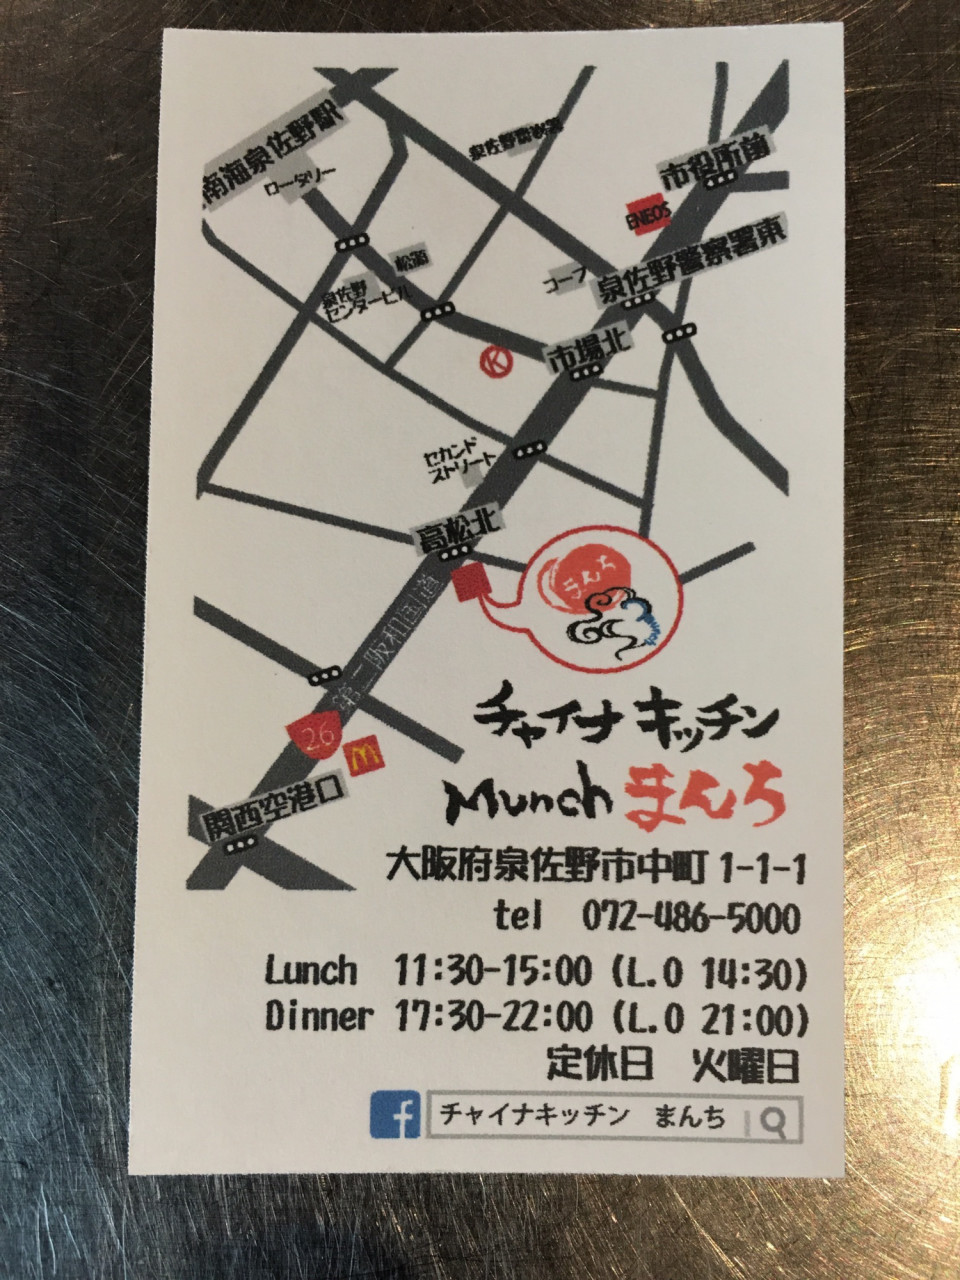 南海泉佐野駅
ロータリー
泉佐野警察署
市役所前
ENEOS
泉佐野警察署東
コープ
松源
泉佐野
センタービル
市場北
K
セカンド
ストリート
高松北
まんち
Munch
第二阪和国道
26
M
関西空港口
チャイナキッチン
Munch まんち
大阪府泉佐野市中町 1-1-1
tel 072-486-5000
Lunch 11:30-15:00 (L.O 14:30)
Dinner 17:30-22:00 (L.O 21:00)
定休日 火曜日
f チャイナキッチン まんち